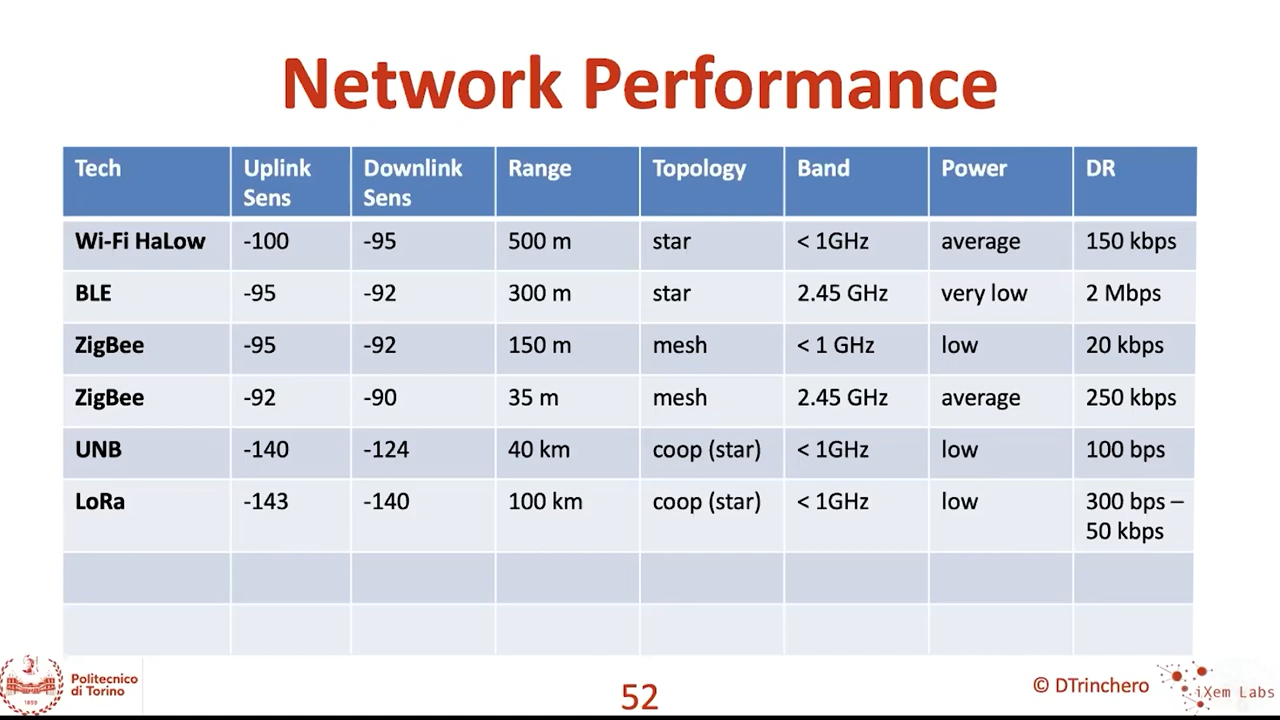 Network Performance
Tech Uplink Sens Downlink Sens Range Topology Band Power DR
Wi-Fi HaLow -100 -95 500 m star < 1GHz average 150 kbps
BLE -95 -92 300 m star 2.45 GHz very low 2 Mbps
ZigBee -95 -92 150 m mesh < 1 GHz low 20 kbps
ZigBee -92 -90 35 m mesh 2.45 GHz average 250 kbps
UNB -140 -124 40 km coop (star) < 1GHz low 100 bps
LoRa -143 -140 100 km coop (star) < 1GHz low 300 bps – 50 kbps
1859
Politecnico
di Torino
52
© DTrinchero
iXem Labs